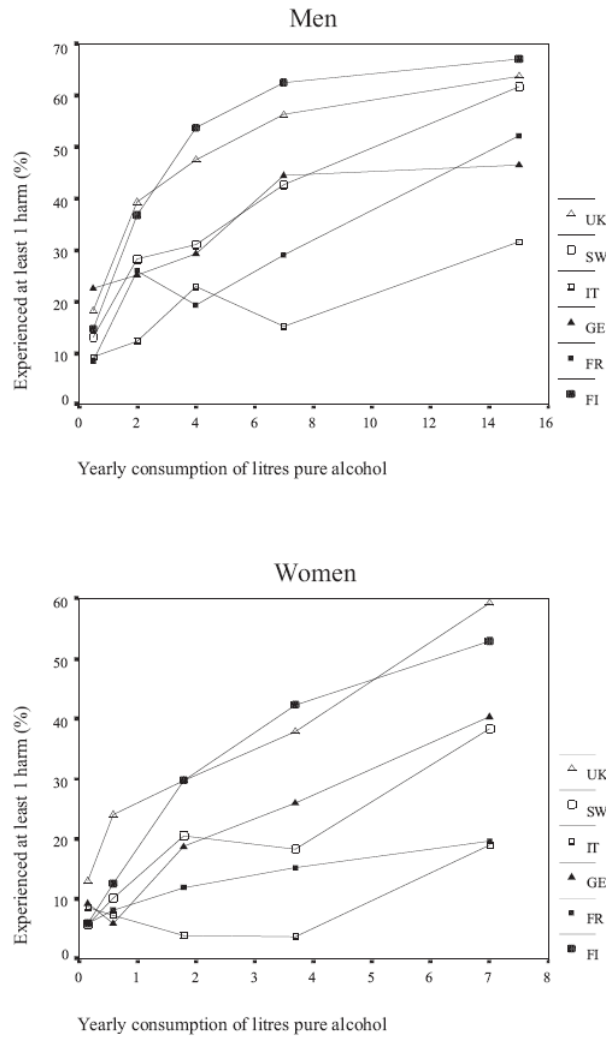 Men
70
60
50
40
30
20
10
0
0 2 4 6 8 10 12 14 16
Experienced at least 1 harm (%)
Yearly consumption of litres pure alcohol
UK
SW
IT
GE
FR
FI
Women
60
50
40
30
20
10
0
0 1 2 3 4 5 6 7 8
Experienced at least 1 harm (%)
Yearly consumption of litres pure alcohol
UK
SW
IT
GE
FR
FI